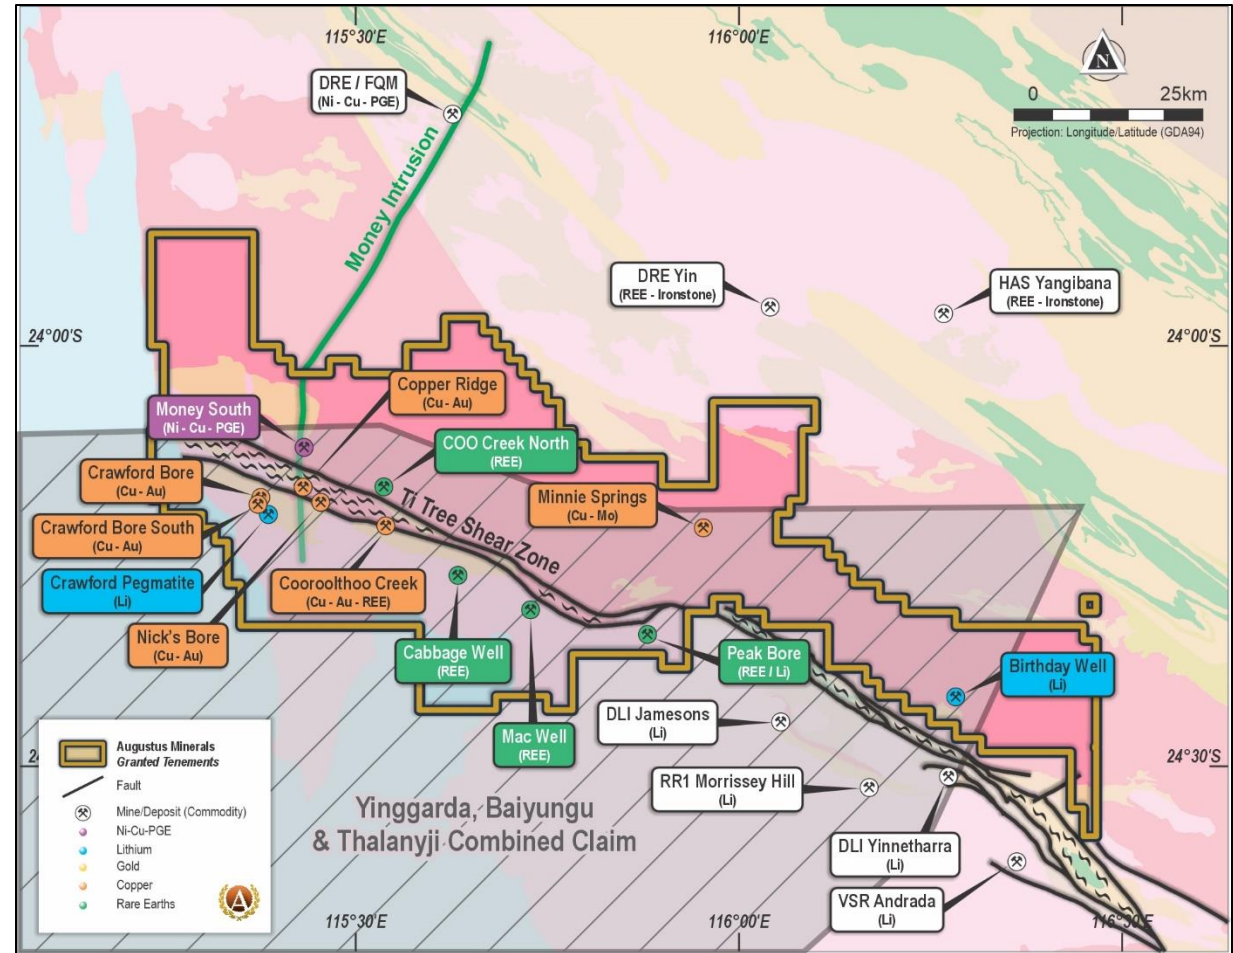 115°30'E
116°00'E
N
DRE / FQM
(Ni - Cu - PGE)
0 25km
Projection: Longitude/Latitude (GDA94)
Money Intrusion
DRE Yin
(REE - Ironstone)
HAS Yangibana
(REE - Ironstone)
24°00'S
24°00'S
Copper Ridge
(Cu - Au)
Money South
(Ni - Cu - PGE)
COO Creek North
(REE)
Crawford Bore
(Cu - Au)
Minnie Springs
(Cu - Mo)
Ti Tree Shear Zone
Crawford Bore South
(Cu - Au)
Crawford Pegmatite
(Li)
Cooroolthoo Creek
(Cu - Au - REE)
Nick's Bore
(Cu - Au)
Cabbage Well
(REE)
Peak Bore
(REE / Li)
Birthday Well
(Li)
DLI Jamesons
(Li)
Mac Well
(REE)
24°30'S
RR1 Morrissey Hill
(Li)
Yinggarda, Baiyungu
& Thalanyji Combined Claim
DLI Yinnetharra
(Li)
VSR Andrada
(Li)
24
Augustus Minerals
Granted Tenements
Fault
Mine/Deposit (Commodity)
Ni-Cu-PGE
Lithium
Gold
Copper
Rare Earths
A
115°30'E
116°00'E
116°30'E